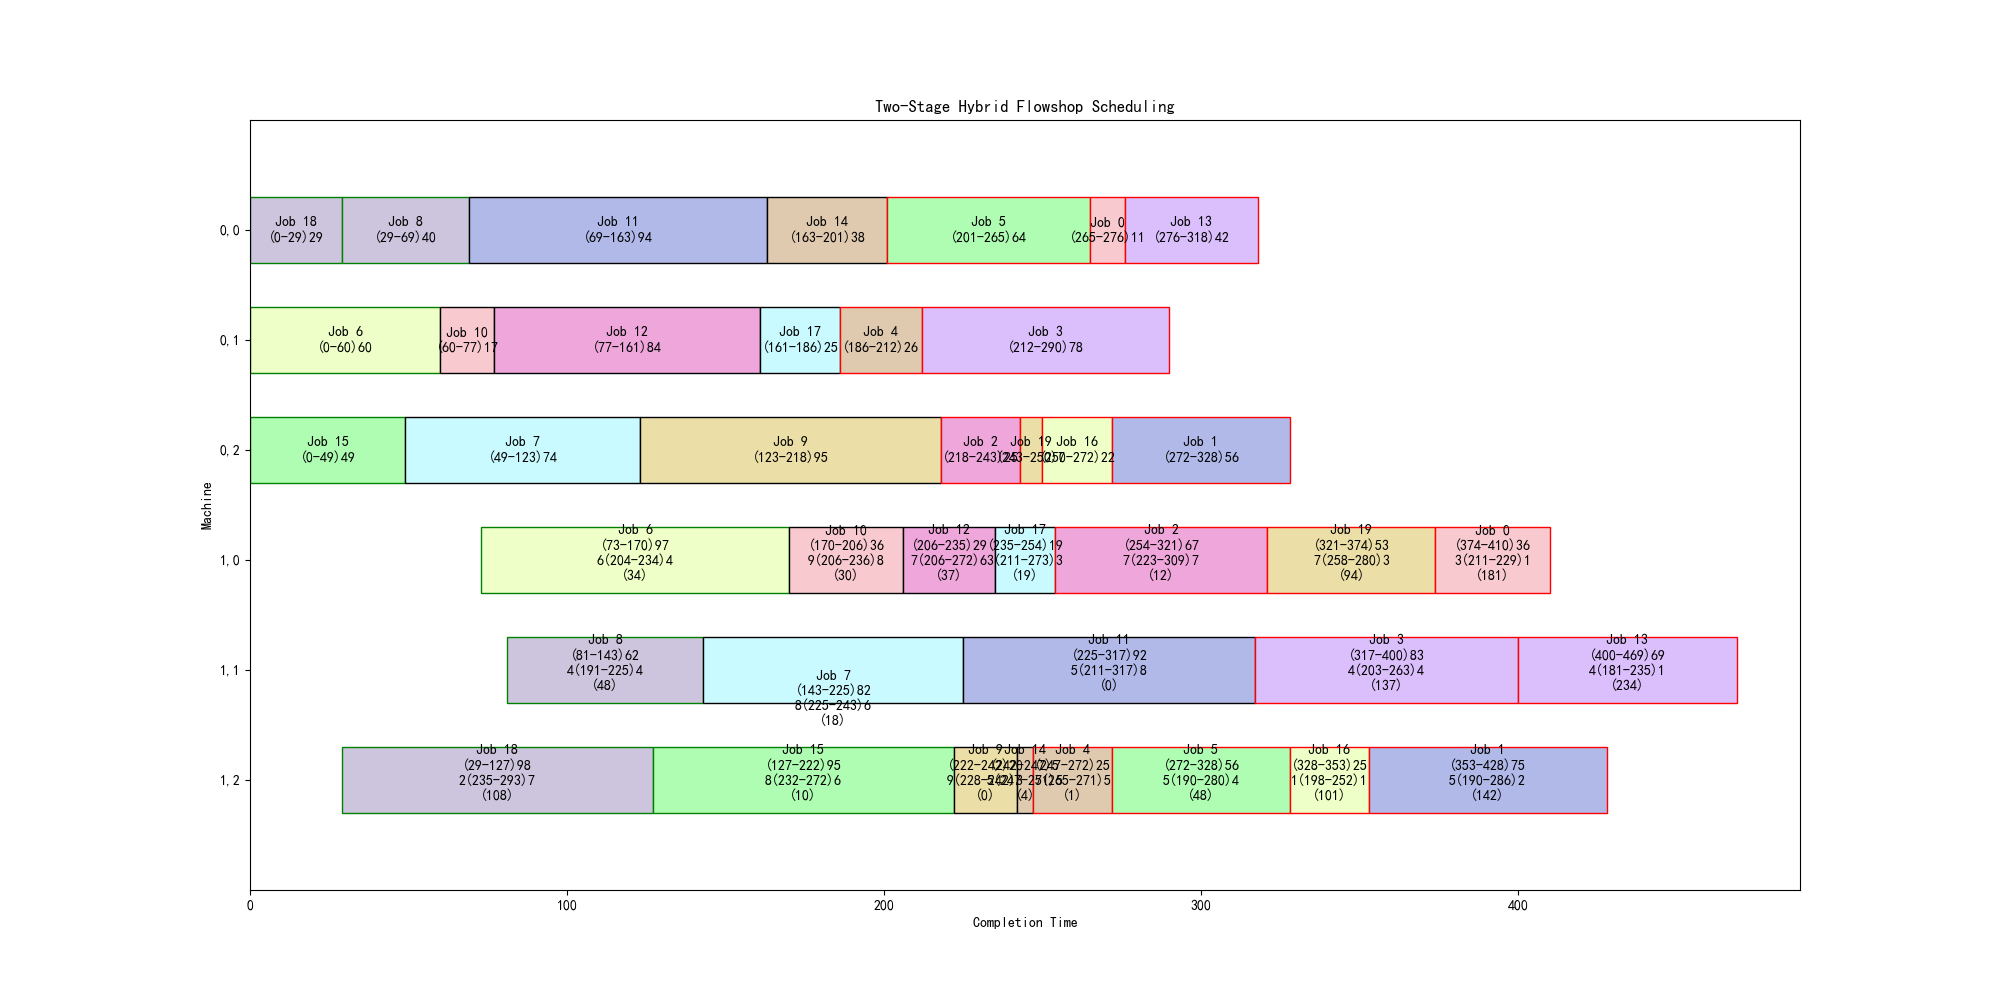 Two-Stage Hybrid Flowshop Scheduling
Machine
0,0
Job 18
(0-29)29
Job 8
(29-69)40
Job 11
(69-163)94
Job 14
(163-201)38
Job 5
(201-265)64
Job 0
(265-276)11
Job 13
(276-318)42
0,1
Job 6
(0-60)60
Job 10
(60-77)17
Job 12
(77-161)84
Job 17
(161-186)25
Job 4
(186-212)26
Job 3
(212-290)78
0,2
Job 15
(0-49)49
Job 7
(49-123)74
Job 9
(123-218)95
Job 2
(218-243)25
Job 19
(243-250)7
Job 16
(250-272)22
Job 1
(272-328)56
1,0
Job 6
(73-170)97
6(204-234)4
(34)
Job 10
(170-206)36
9(206-236)8
(30)
Job 12
(206-235)29
7(206-272)63
(37)
Job 17
(235-254)19
(211-273)3
(19)
Job 2
(254-321)67
7(223-309)7
(12)
Job 19
(321-374)53
7(258-280)3
(94)
Job 0
(374-410)36
3(211-229)1
(181)
1,1
Job 8
(81-143)62
4(191-225)4
(48)
Job 7
(143-225)82
8(225-243)6
(18)
Job 11
(225-317)92
5(211-317)8
(0)
Job 3
(317-400)83
4(203-263)4
(137)
Job 13
(400-469)69
4(181-235)1
(234)
1,2
Job 18
(29-127)98
2(235-293)7
(108)
Job 15
(127-222)95
8(232-272)6
(10)
Job 9
(222-242)20
(0)
Job 14
(242-247)5
(4)
Job 4
(247-272)25
(1)
Job 5
(272-328)56
5(190-280)4
(48)
Job 16
(328-353)25
1(198-252)1
(101)
Job 1
(353-428)75
5(190-286)2
(142)
0
100
200
300
400
Completion Time